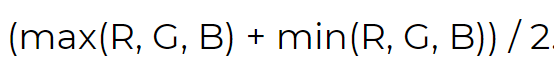 (max(R, G, B) + min(R, G, B)) / 2.